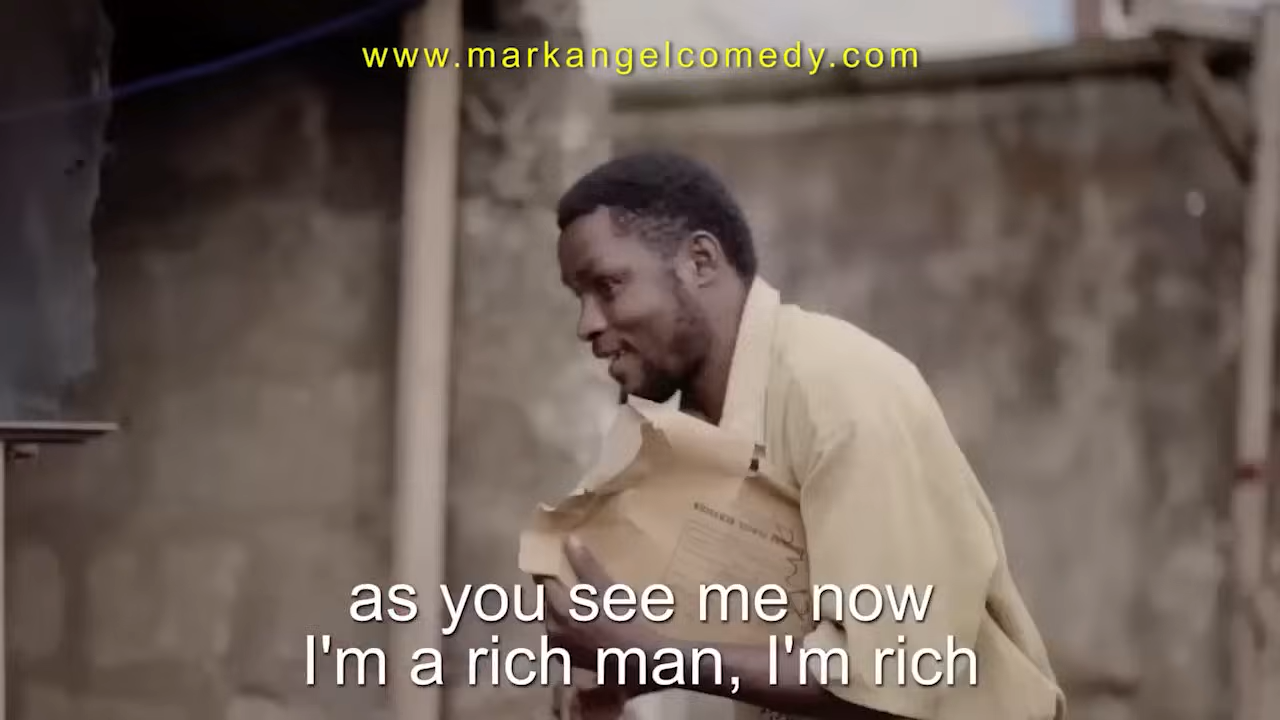 www.markangelcomedy.com
as you see me now
I'm a rich man, I'm rich